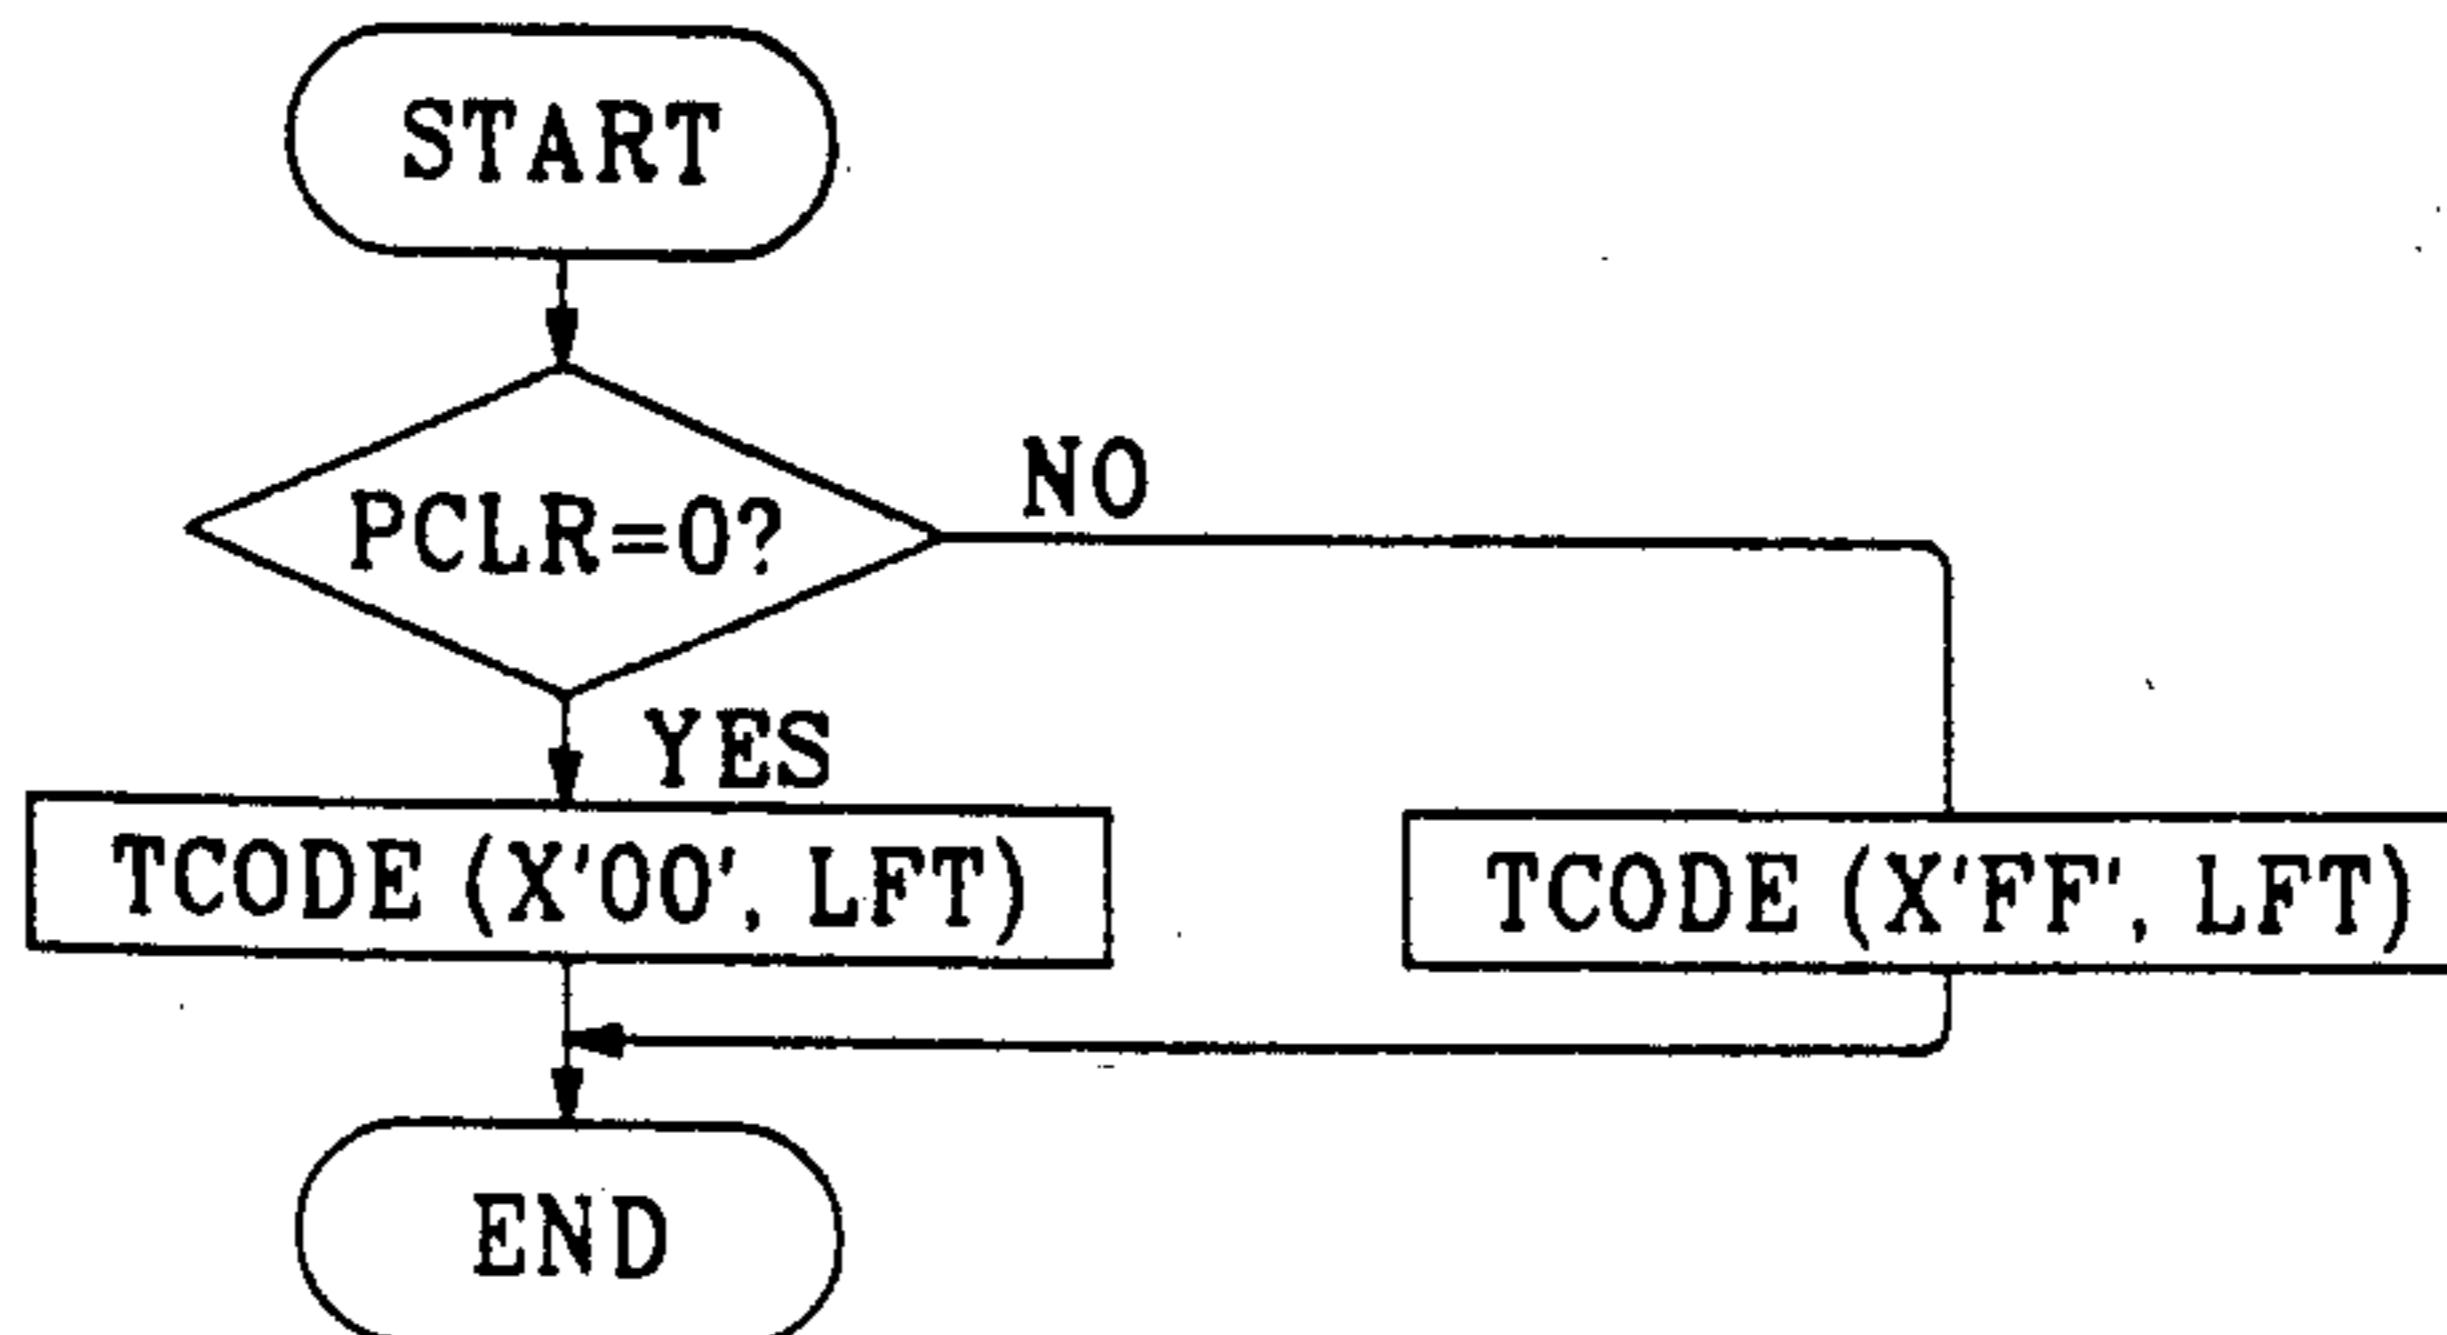 START
PCLR=0?
NO
YES
TCODE (X'00', LFT)
TCODE (X'FF', LFT)
END